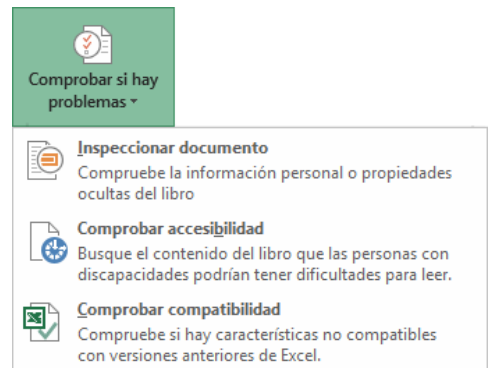 Comprobar si hay
problemas
Inspeccionar documento
Compruebe la información personal o propiedades
ocultas del libro
Comprobar accesibilidad
Busque el contenido del libro que las personas con
discapacidades podrían tener dificultades para leer.
Comprobar compatibilidad
Compruebe si hay características no compatibles
con versiones anteriores de Excel.